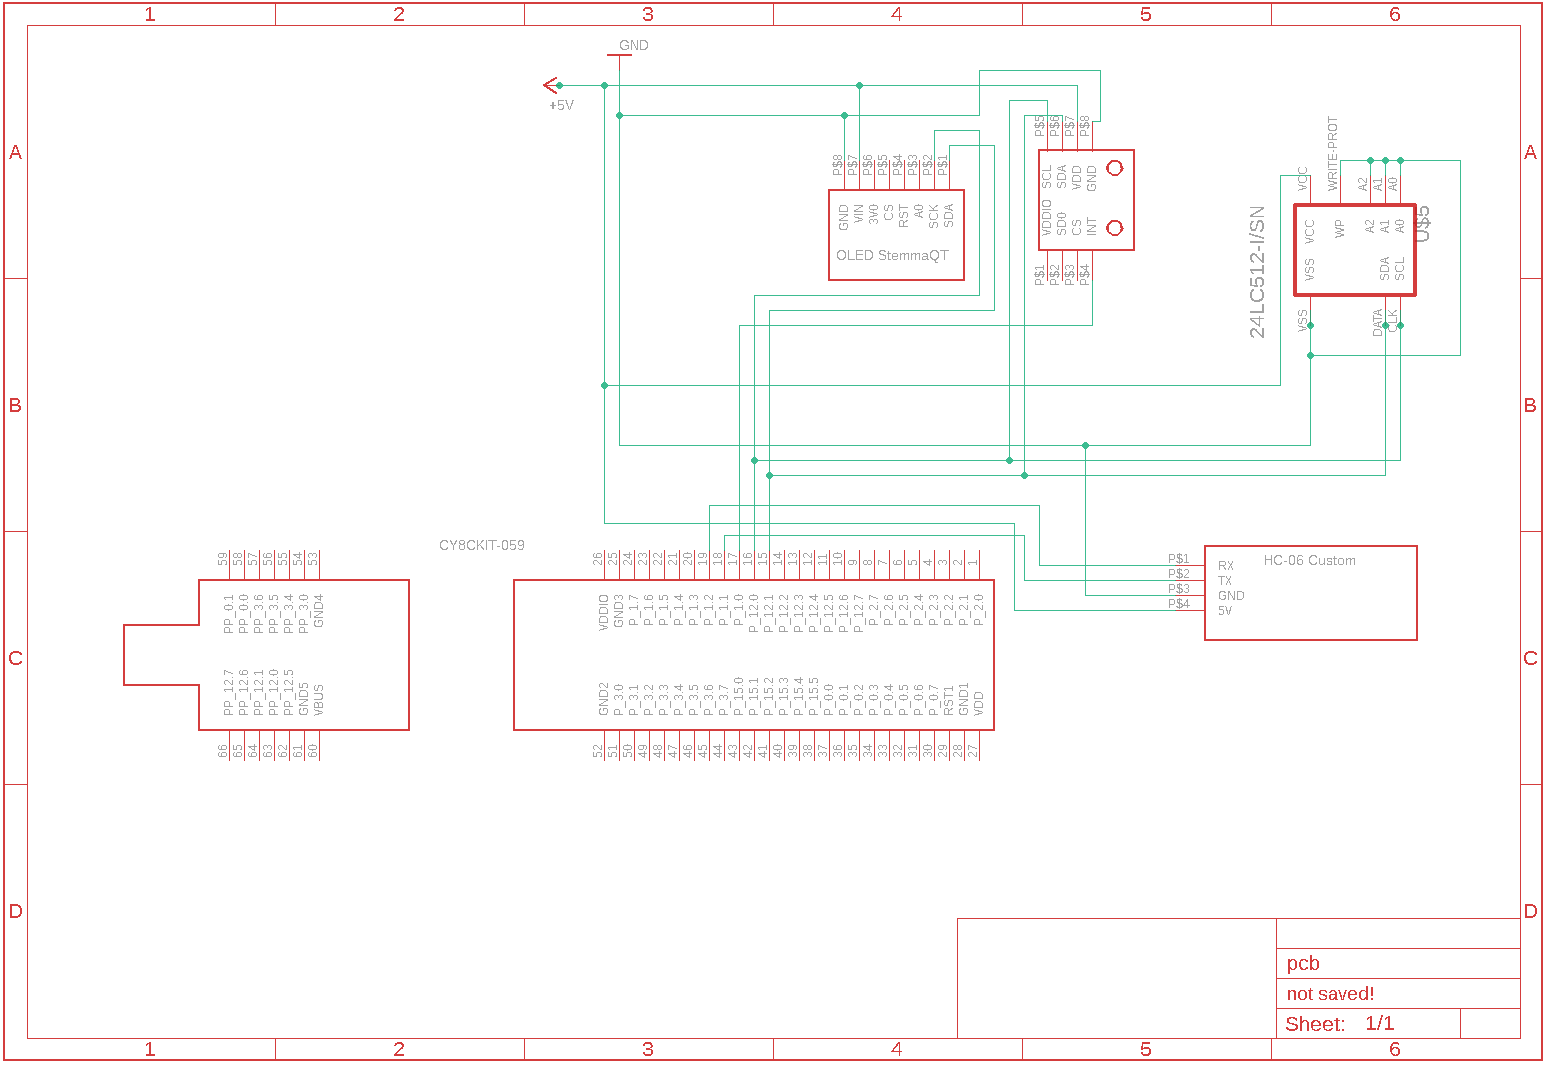 1 2 3 4 5 6
GND
+5V
A A
P$8 P$7 P$6 P$5 P$4 P$3 P$2 P$1
GND VIN 3V0 CS RST A0 SCK SDA
OLED StemmaQT
P$5 P$6 P$7 P$8
SCL SDA VDD GND
VDDIO SD0 CS INT
P$1 P$2 P$3 P$4
VCC WRITE-PROT A2 A1 A0
VCC WP A2 A1 A0
U$5
VSS SDA SCL
VSS DATA CLK
24LC512-I/SN
B B
CY8CKIT-059
59 58 57 56 55 54 53
PP_0.1 PP_0.0 PP_3.6 PP_3.5 PP_3.4 PP_3.0 GND4
PP_12.7 PP_12.6 PP_12.1 PP_12.0 PP_12.5 GND5 VBUS
66 65 64 63 62 61 60
26 25 24 23 22 21 20 19 18 17 16 15 14 13 12 11 10 9 8 7 6 5 4 3 2 1
VDDIO GND3 P_1.7 P_1.6 P_1.5 P_1.4 P_1.3 P_1.2 P_1.1 P_1.0 P_12.0 P_12.1 P_12.2 P_12.3 P_12.4 P_12.5 P_12.6 P_12.7 P_2.7 P_2.6 P_2.5 P_2.4 P_2.3 P_2.2 P_2.1 P_2.0
GND2 P_3.0 P_3.1 P_3.2 P_3.3 P_3.4 P_3.5 P_3.6 P_3.7 P_15.0 P_15.1 P_15.2 P_15.3 P_15.4 P_15.5 P_0.0 P_0.1 P_0.2 P_0.3 P_0.4 P_0.5 P_0.6 P_0.7 RST1 GND1 VDD
52 51 50 49 48 47 46 45 44 43 42 41 40 39 38 37 36 35 34 33 32 31 30 29 28 27
HC-06 Custom
P$1 RX
P$2 TX
P$3 GND
P$4 5V
C C
D D
pcb
not saved!
Sheet: 1/1
1 2 3 4 5 6